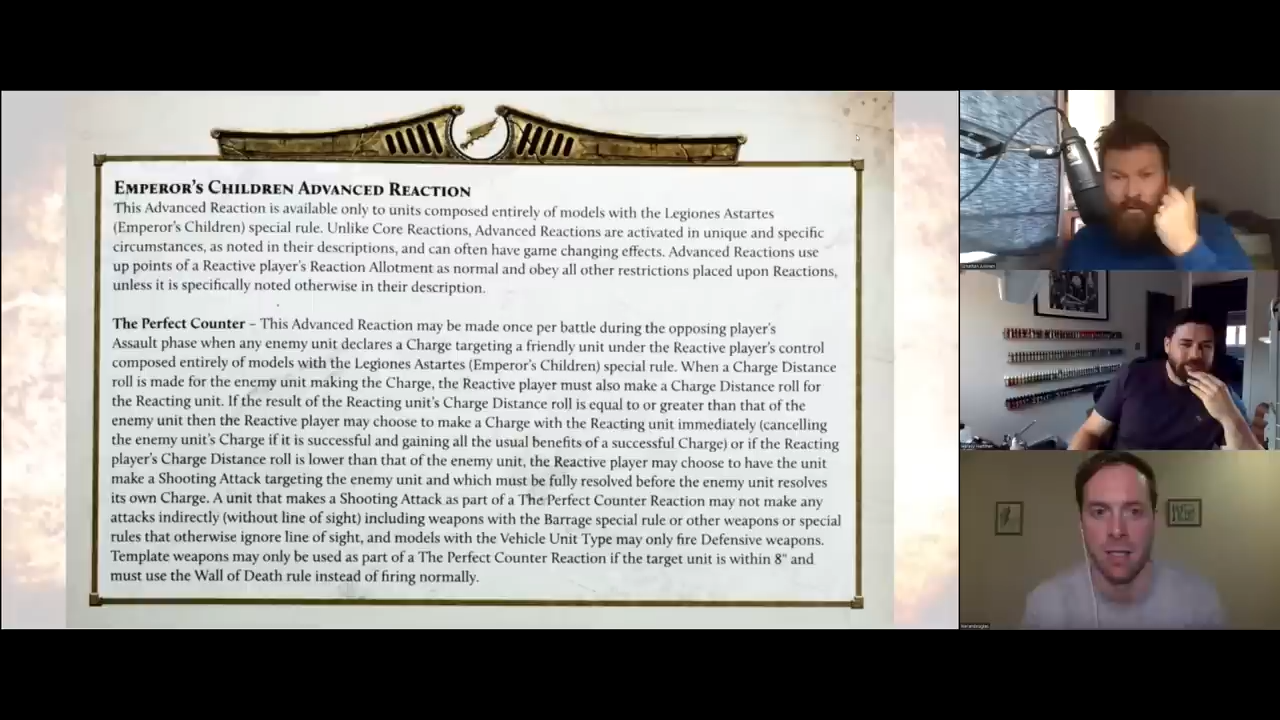 EMPEROR'S CHILDREN ADVANCED REACTION
This Advanced Reaction is available only to units composed entirely of models with the Legiones Astartes
(Emperor's Children) special rule. Unlike Core Reactions, Advanced Reactions are activated in unique and specific
circumstances, as noted in their descriptions, and can often have game changing effects. Advanced Reactions use
up points of a Reactive player's Reaction Allotment as normal and obey all other restrictions placed upon Reactions,
unless it is specifically noted otherwise in their description.
The Perfect Counter – This Advanced Reaction may be made once per battle during the opposing player's
Assault phase when any enemy unit declares a Charge targeting a friendly unit under the Reactive player's control
composed entirely of models with the Legiones Astartes (Emperor's Children) special rule. When a Charge Distance
roll is made for the enemy unit making the Charge, the Reactive player must also make a Charge Distance roll for
the Reacting unit. If the result of the Reacting unit's Charge Distance roll is equal to or greater than that of the
enemy unit then the Reactive player may choose to make a Charge with the Reacting unit immediately (cancelling
the enemy unit's Charge if it is successful and gaining all the usual benefits of a successful Charge) or if the Reacting
player's Charge Distance roll is lower than that of the enemy unit, the Reactive player may choose to have the unit
make a Shooting Attack targeting the enemy unit and which must be fully resolved before the enemy unit resolves
its own Charge. A unit that makes a Shooting Attack as part of a The Perfect Counter Reaction may not make any
attacks indirectly (without line of sight) including weapons with the Barrage special rule or other weapons or special
rules that otherwise ignore line of sight, and models with the Vehicle Unit Type may only fire Defensive weapons.
Template weapons may only be used as part of a The Perfect Counter Reaction if the target unit is within 8" and
must use the Wall of Death rule instead of firing normally.